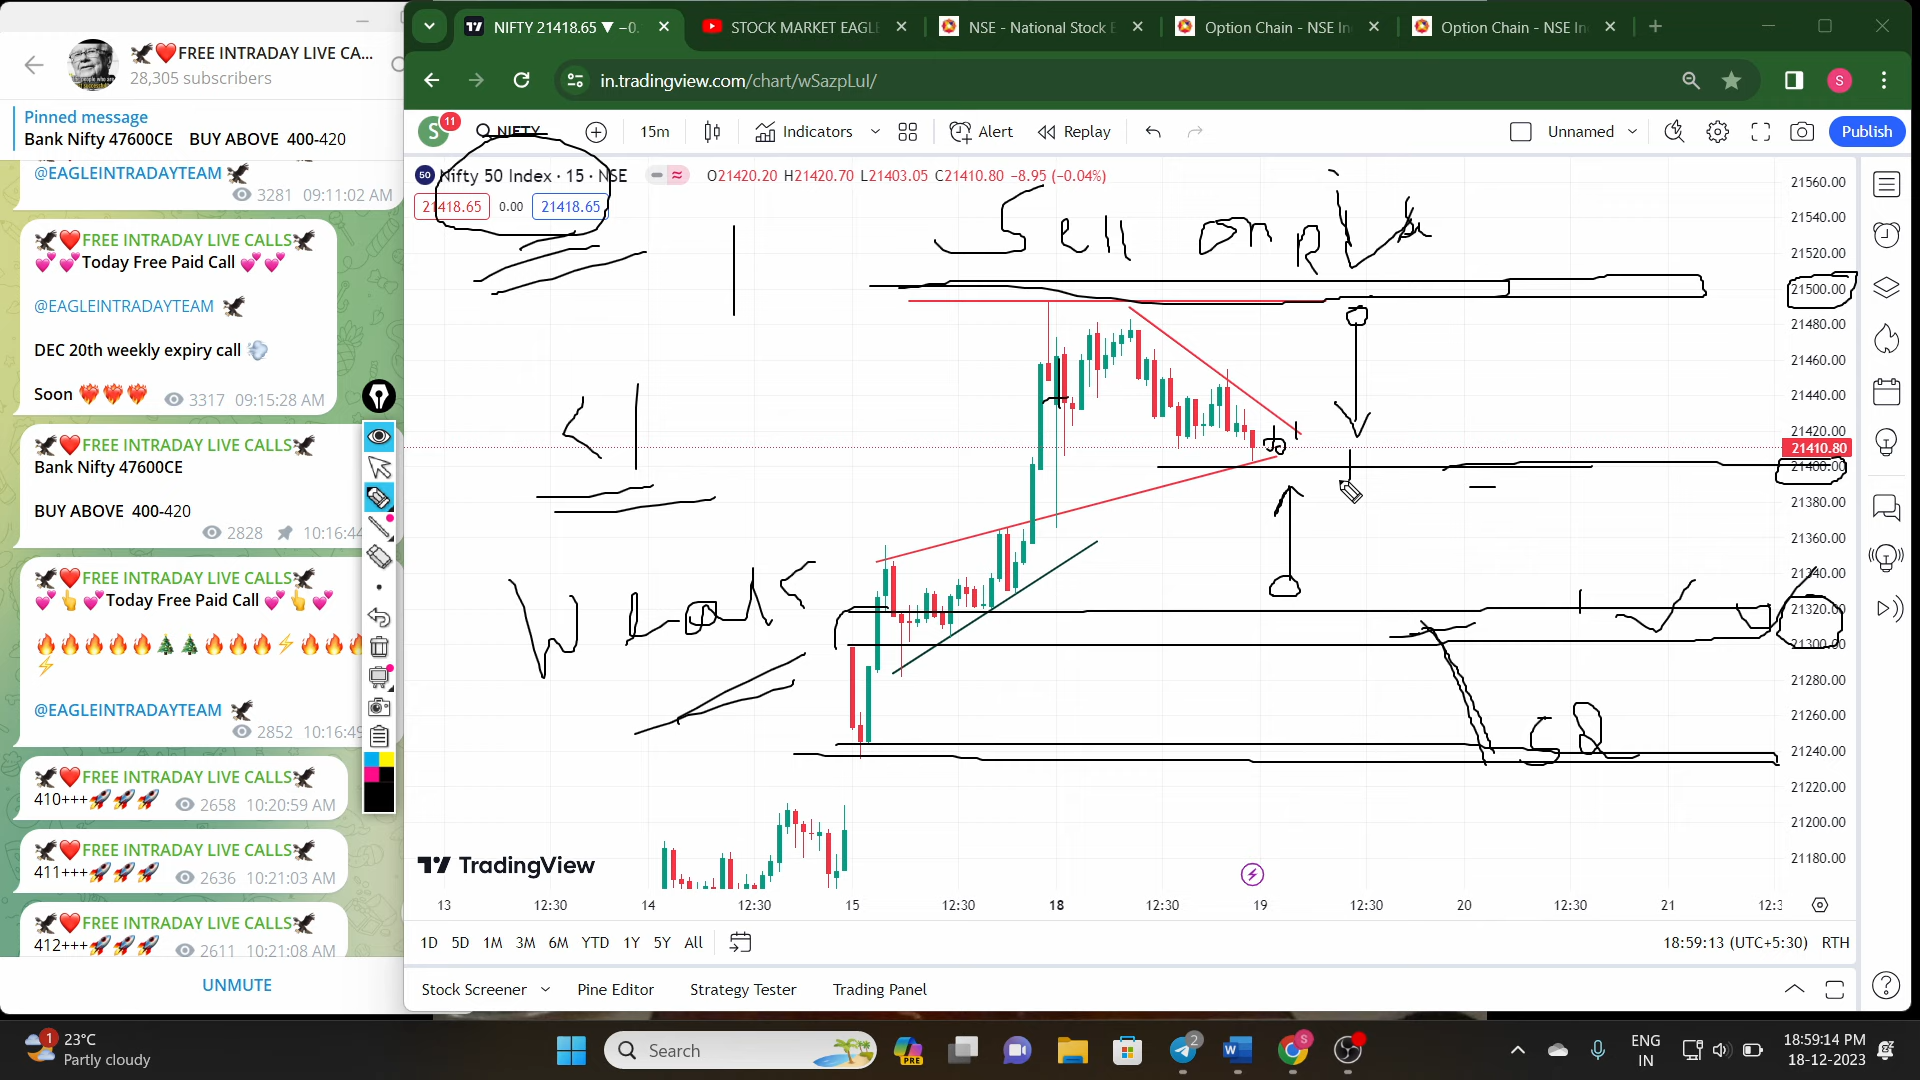 NIFTY 21418.65 ▼ −0.
STOCK MARKET EAGLE
NSE - National Stock E
Option Chain - NSE In
Option Chain - NSE In
in.tradingview.com/chart/wSazpLul/
S
🦅❤️FREE INTRADAY LIVE CA...
28,305 subscribers
Pinned message
Bank Nifty 47600CE BUY ABOVE 400-420
@EAGLEINTRADAYTEAM 🦅
3281 09:11:02 AM
🦅❤️FREE INTRADAY LIVE CALLS🦅
💕💕Today Free Paid Call 💕💕
@EAGLEINTRADAYTEAM 🦅
DEC 20th weekly expiry call 💨
Soon ❤️‍🔥❤️‍🔥❤️‍🔥 3317 09:15:28 AM
🦅❤️FREE INTRADAY LIVE CALLS🦅
Bank Nifty 47600CE
BUY ABOVE 400-420
2828 10:16:44
🦅❤️FREE INTRADAY LIVE CALLS🦅
💕👆💕Today Free Paid Call 💕👆💕
🔥🔥🔥🔥🔥🎄🎄🔥🔥🔥⚡🔥🔥🔥
⚡
@EAGLEINTRADAYTEAM 🦅
2852 10:16:49
🦅❤️FREE INTRADAY LIVE CALLS🦅
410+++🚀🚀🚀 2658 10:20:59 AM
🦅❤️FREE INTRADAY LIVE CALLS🦅
411+++🚀🚀🚀 2636 10:21:03 AM
🦅❤️FREE INTRADAY LIVE CALLS🦅
412+++🚀🚀🚀 2611 10:21:08 AM
UNMUTE
S 11 NIFTY 15m Indicators Alert Replay Unnamed Publish
50 Nifty 50 Index · 15 · NSE O21420.20 H21420.70 L21403.05 C21410.80 −8.95 (−0.04%)
21418.65 0.00 21418.65
Sell on
Weak
21560.00
21540.00
21520.00
21500.00
21480.00
21460.00
21440.00
21420.00
21410.80
21400.00
21380.00
21360.00
21340.00
21320.00
21300.00
21280.00
21260.00
21240.00
21220.00
21200.00
21180.00
TradingView
13 12:30 14 12:30 15 12:30 18 12:30 19 12:30 20 12:30 21 12:3
1D 5D 1M 3M 6M YTD 1Y 5Y All
18:59:13 (UTC+5:30) RTH
Stock Screener Pine Editor Strategy Tester Trading Panel
1
23°C
Partly cloudy
Search
PRE
2
S
ENG
IN
18:59:14 PM
18-12-2023